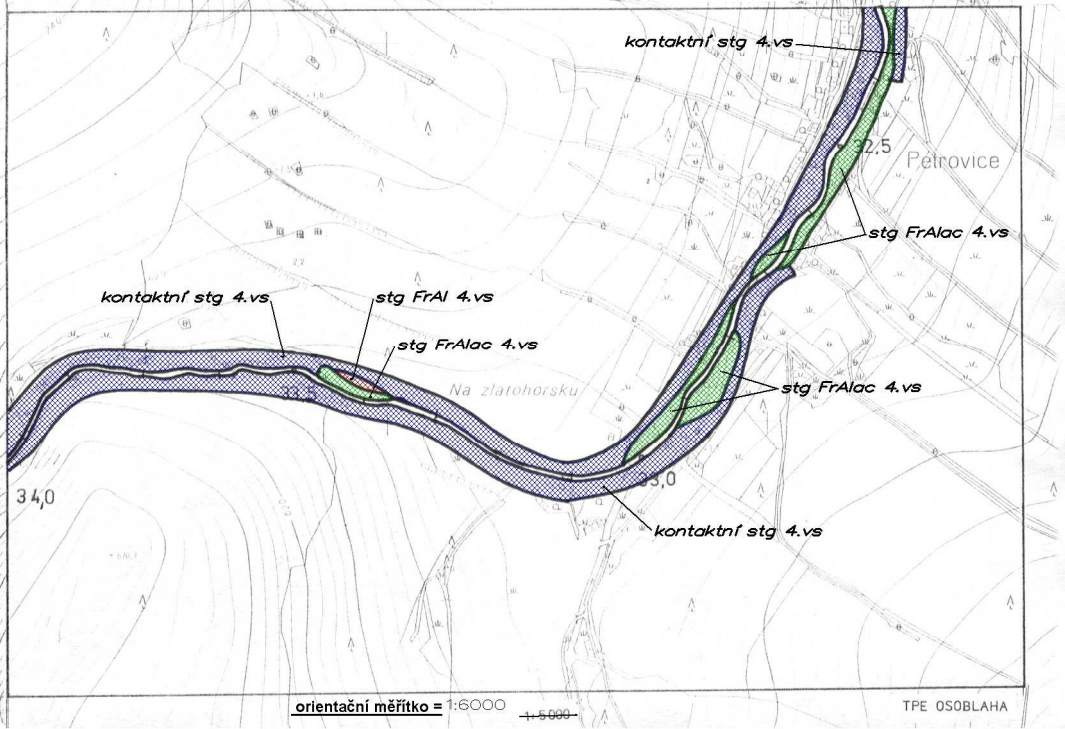 kontaktní stg 4.vs
32,5
Petrovice
stg FrAlac 4.vs
kontaktní stg 4.vs
stg FrAl 4.vs
stg FrAlac 4.vs
Na zlatohorsku
stg FrAlac 4.vs
34,0
33,0
kontaktní stg 4.vs
orientační měřítko = 1:6000
1:5000
TPE OSOBLAHA